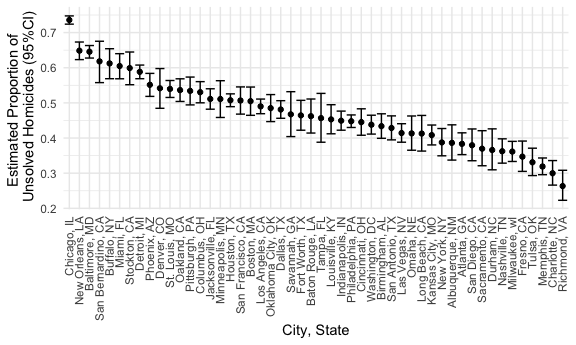 Estimated Proportion of
Unsolved Homicides (95%CI)
0.7
0.6
0.5
0.4
0.3
0.2
Chicago, IL
New Orleans, LA
Baltimore, MD
San Bernardino, CA
Buffalo, NY
Miami, FL
Stockton, CA
Detroit, MI
Phoenix, AZ
Denver, CO
St. Louis, MO
Oakland, CA
Pittsburgh, PA
Columbus, OH
Jacksonville, FL
Minneapolis, MN
Houston, TX
San Francisco, CA
Boston, MA
Los Angeles, CA
Oklahoma City, OK
Dallas, TX
Savannah, GA
Fort Worth, TX
Baton Rouge, LA
Tampa, FL
Louisville, KY
Indianapolis, IN
Philadelphia, PA
Cincinnati, OH
Washington, DC
Birmingham, AL
San Antonio, TX
Las Vegas, NV
Omaha, NE
Long Beach, CA
Kansas City, MO
New York, NY
Albuquerque, NM
Atlanta, GA
San Diego, CA
Sacramento, CA
Durham, NC
Nashville, TN
Milwaukee, wI
Fresno, CA
Tulsa, OK
Memphis, TN
Charlotte, NC
Richmond, VA
City, State